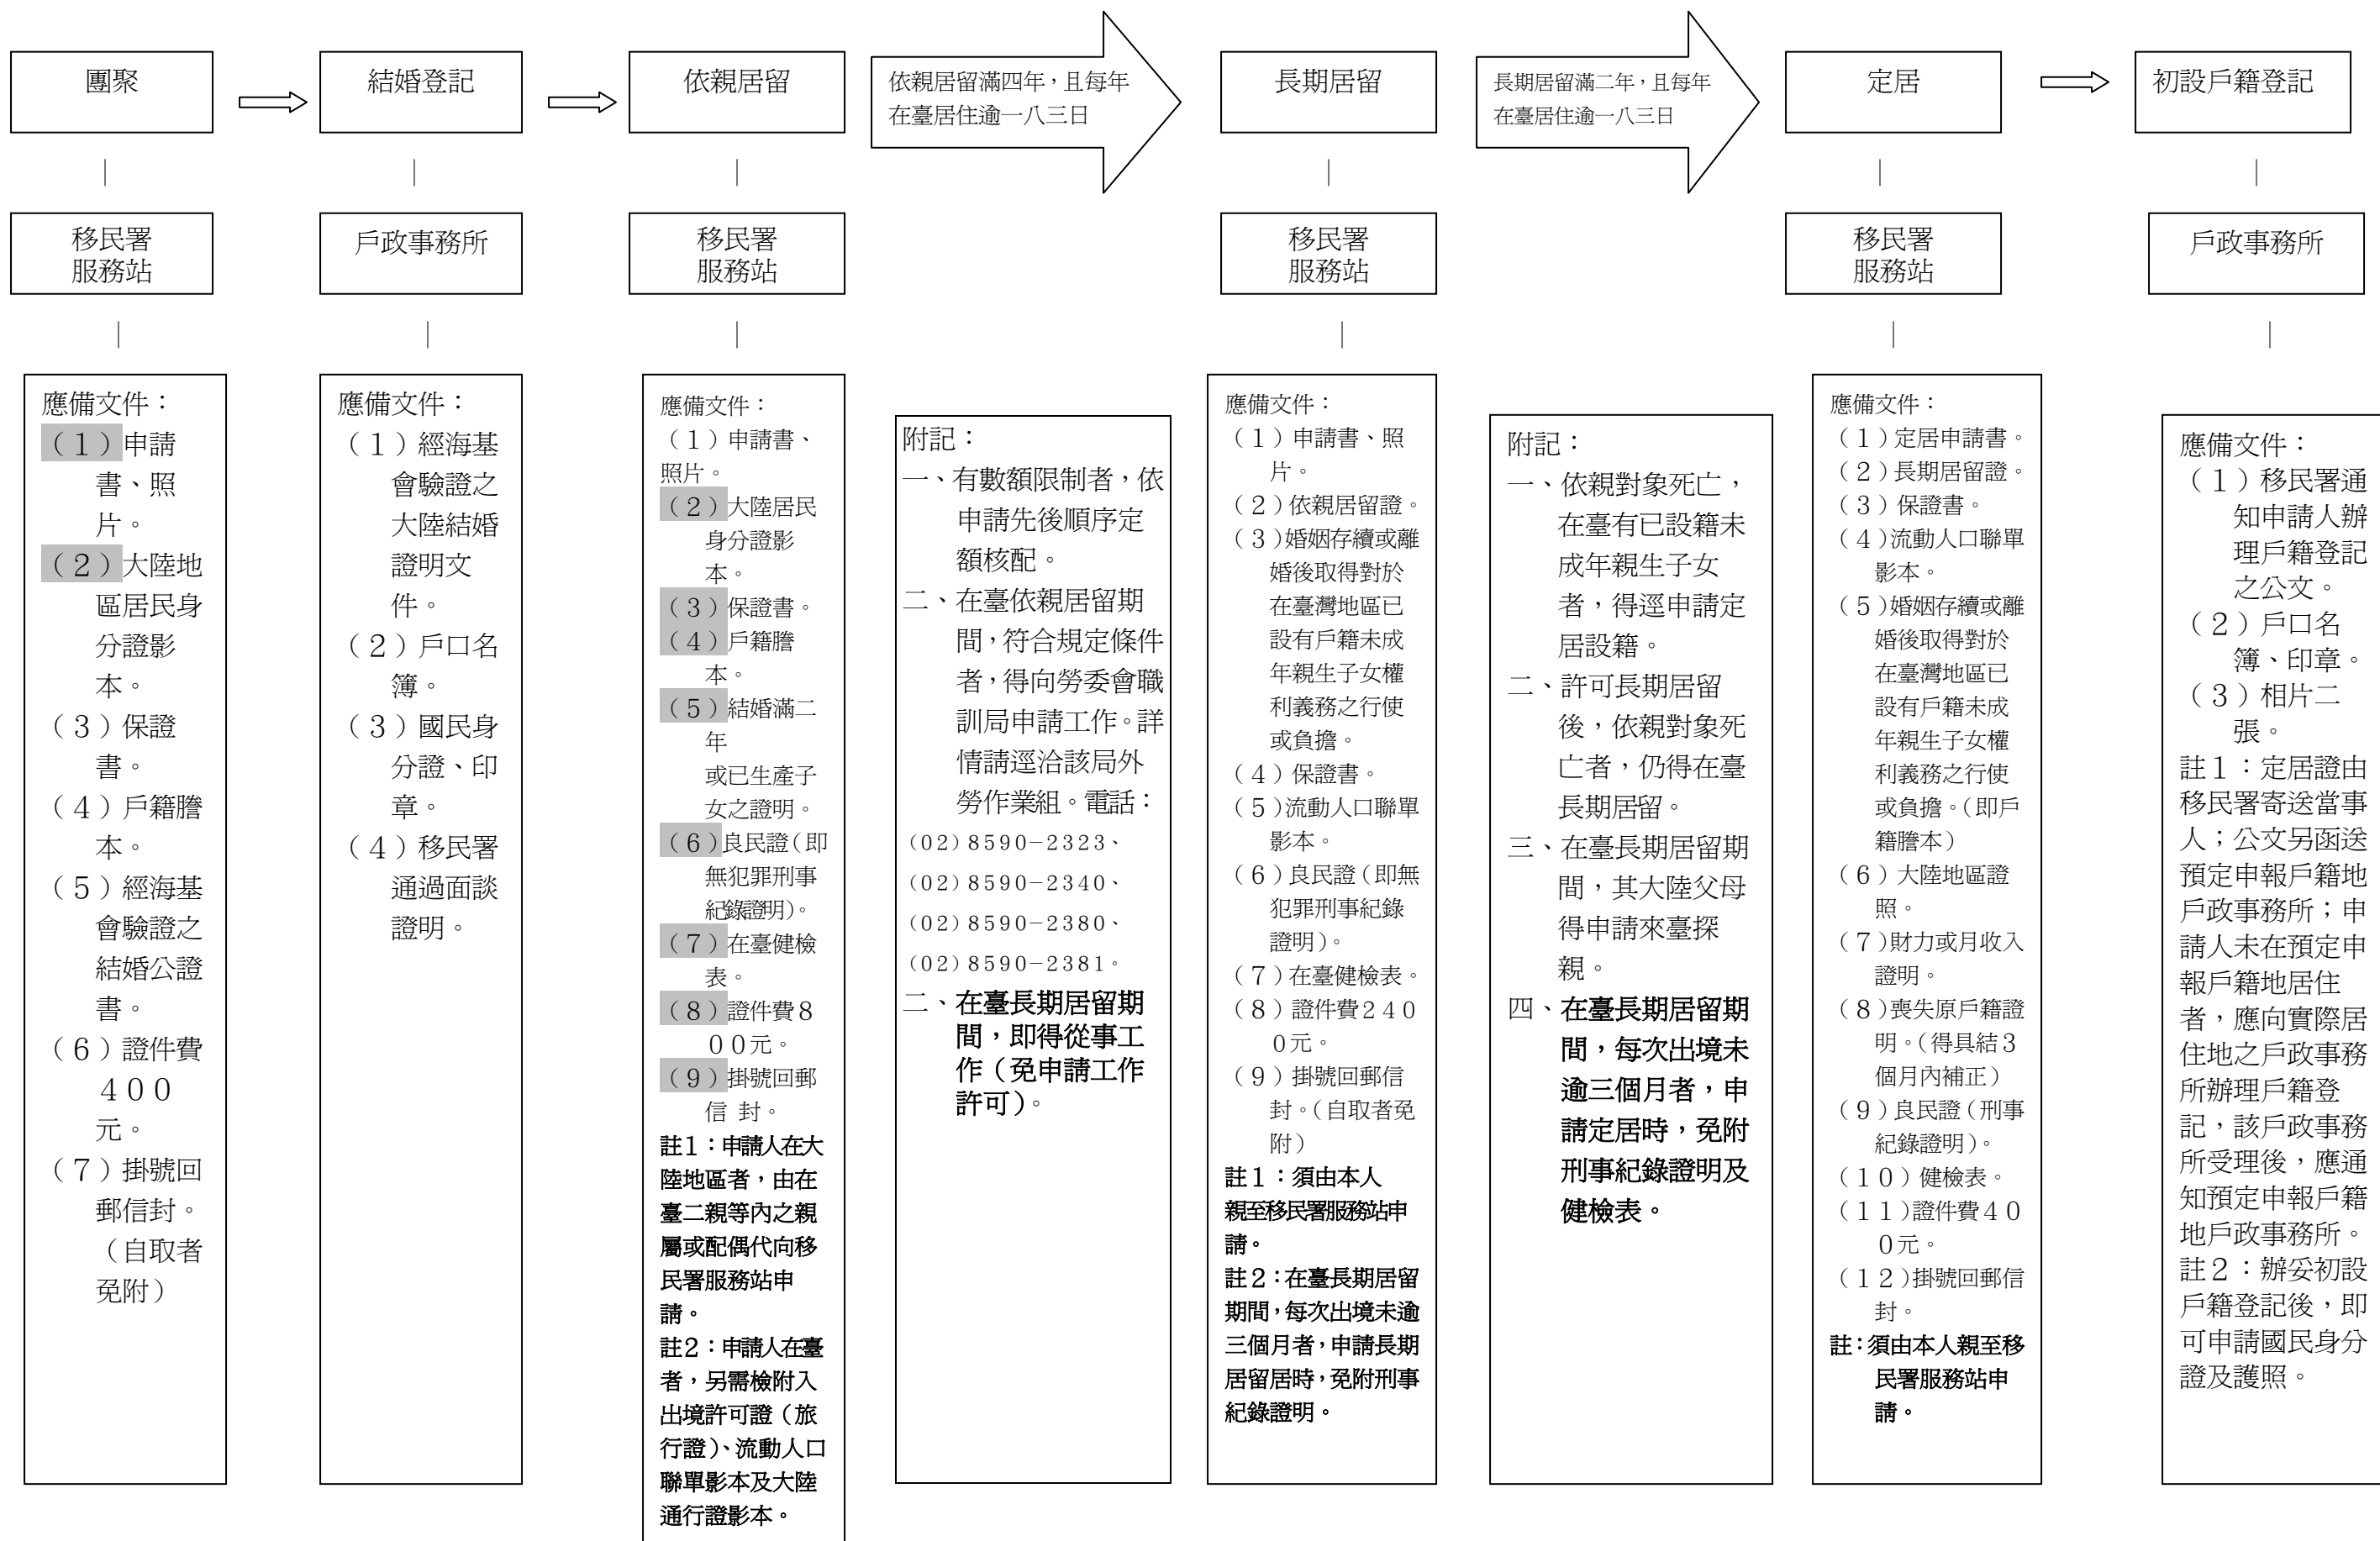 團聚
結婚登記
依親居留
依親居留滿四年，且每年
在臺居住逾一八三日
長期居留
長期居留滿二年，且每年
在臺居住逾一八三日
定居
初設戶籍登記
移民署
服務站
戶政事務所
移民署
服務站
移民署
服務站
移民署
服務站
戶政事務所
應備文件：
（１）申請
書、照
片。
（２）大陸地
區居民身
分證影
本。
（３）保證
書。
（４）戶籍謄
本。
（５）經海基
會驗證之
結婚公證
書。
（６）證件費
４００
元。
（７）掛號回
郵信封。
（自取者
免附）
應備文件：
（１）經海基
會驗證之
大陸結婚
證明文
件。
（２）戶口名
簿。
（３）國民身
分證、印
章。
（４）移民署
通過面談
證明。
應備文件：
（１）申請書、
照片。
（２）大陸居民
身分證影
本。
（３）保證書。
（４）戶籍謄
本。
（５）結婚滿二
年
或已生產子
女之證明。
（６）良民證（即
無犯罪刑事
紀錄證明）。
（７）在臺健檢
表。
（８）證件費８
００元。
（９）掛號回郵
信 封。
註１：申請人在大
陸地區者，由在
臺二親等內之親
屬或配偶代向移
民署服務站申
請。
註２：申請人在臺
者，另需檢附入
出境許可證（旅
行證）、流動人口
聯單影本及大陸
通行證影本。
附記：
一、有數額限制者，依
申請先後順序定
額核配。
二、在臺依親居留期
間，符合規定條件
者，得向勞委會職
訓局申請工作。詳
情請逕洽該局外
勞作業組。電話：
(02)8590-2323、
(02)8590-2340、
(02)8590-2380、
(02)8590-2381。
二、在臺長期居留期
間，即得從事工
作（免申請工作
許可）。
應備文件：
（１）申請書、照
片。
（２）依親居留證。
（３）婚姻存續或離
婚後取得對於
在臺灣地區已
設有戶籍未成
年親生子女權
利義務之行使
或負擔。
（４）保證書。
（５）流動人口聯單
影本。
（６）良民證（即無
犯罪刑事紀錄
證明）。
（７）在臺健檢表。
（８）證件費２４０
０元。
（９）掛號回郵信
封。（自取者免
附）
註１：須由本人
親至移民署服務站申
請。
註２：在臺長期居留
期間，每次出境未逾
三個月者，申請長期
居留居時，免附刑事
紀錄證明。
附記：
一、依親對象死亡，
在臺有已設籍未
成年親生子女
者，得逕申請定
居設籍。
二、許可長期居留
後，依親對象死
亡者，仍得在臺
長期居留。
三、在臺長期居留期
間，其大陸父母
得申請來臺探
親。
四、在臺長期居留期
間，每次出境未
逾三個月者，申
請定居時，免附
刑事紀錄證明及
健檢表。
應備文件：
（１）定居申請書。
（２）長期居留證。
（３）保證書。
（４）流動人口聯單
影本。
（５）婚姻存續或離
婚後取得對於
在臺灣地區已
設有戶籍未成
年親生子女權
利義務之行使
或負擔。（即戶
籍謄本）
（６）大陸地區證
照。
（７）財力或月收入
證明。
（８）喪失原戶籍證
明。（得具結３
個月內補正）
（９）良民證（刑事
紀錄證明）。
（１０）健檢表。
（１１）證件費４０
０元。
（１２）掛號回郵信
封。
註：須由本人親至移
民署服務站申
請。
應備文件：
（１）移民署通
知申請人辦
理戶籍登記
之公文。
（２）戶口名
簿、印章。
（３）相片二
張。
註１：定居證由
移民署寄送當事
人；公文另函送
預定申報戶籍地
戶政事務所；申
請人未在預定申
報戶籍地居住
者，應向實際居
住地之戶政事務
所辦理戶籍登
記，該戶政事務
所受理後，應通
知預定申報戶籍
地戶政事務所。
註２：辦妥初設
戶籍登記後，即
可申請國民身分
證及護照。